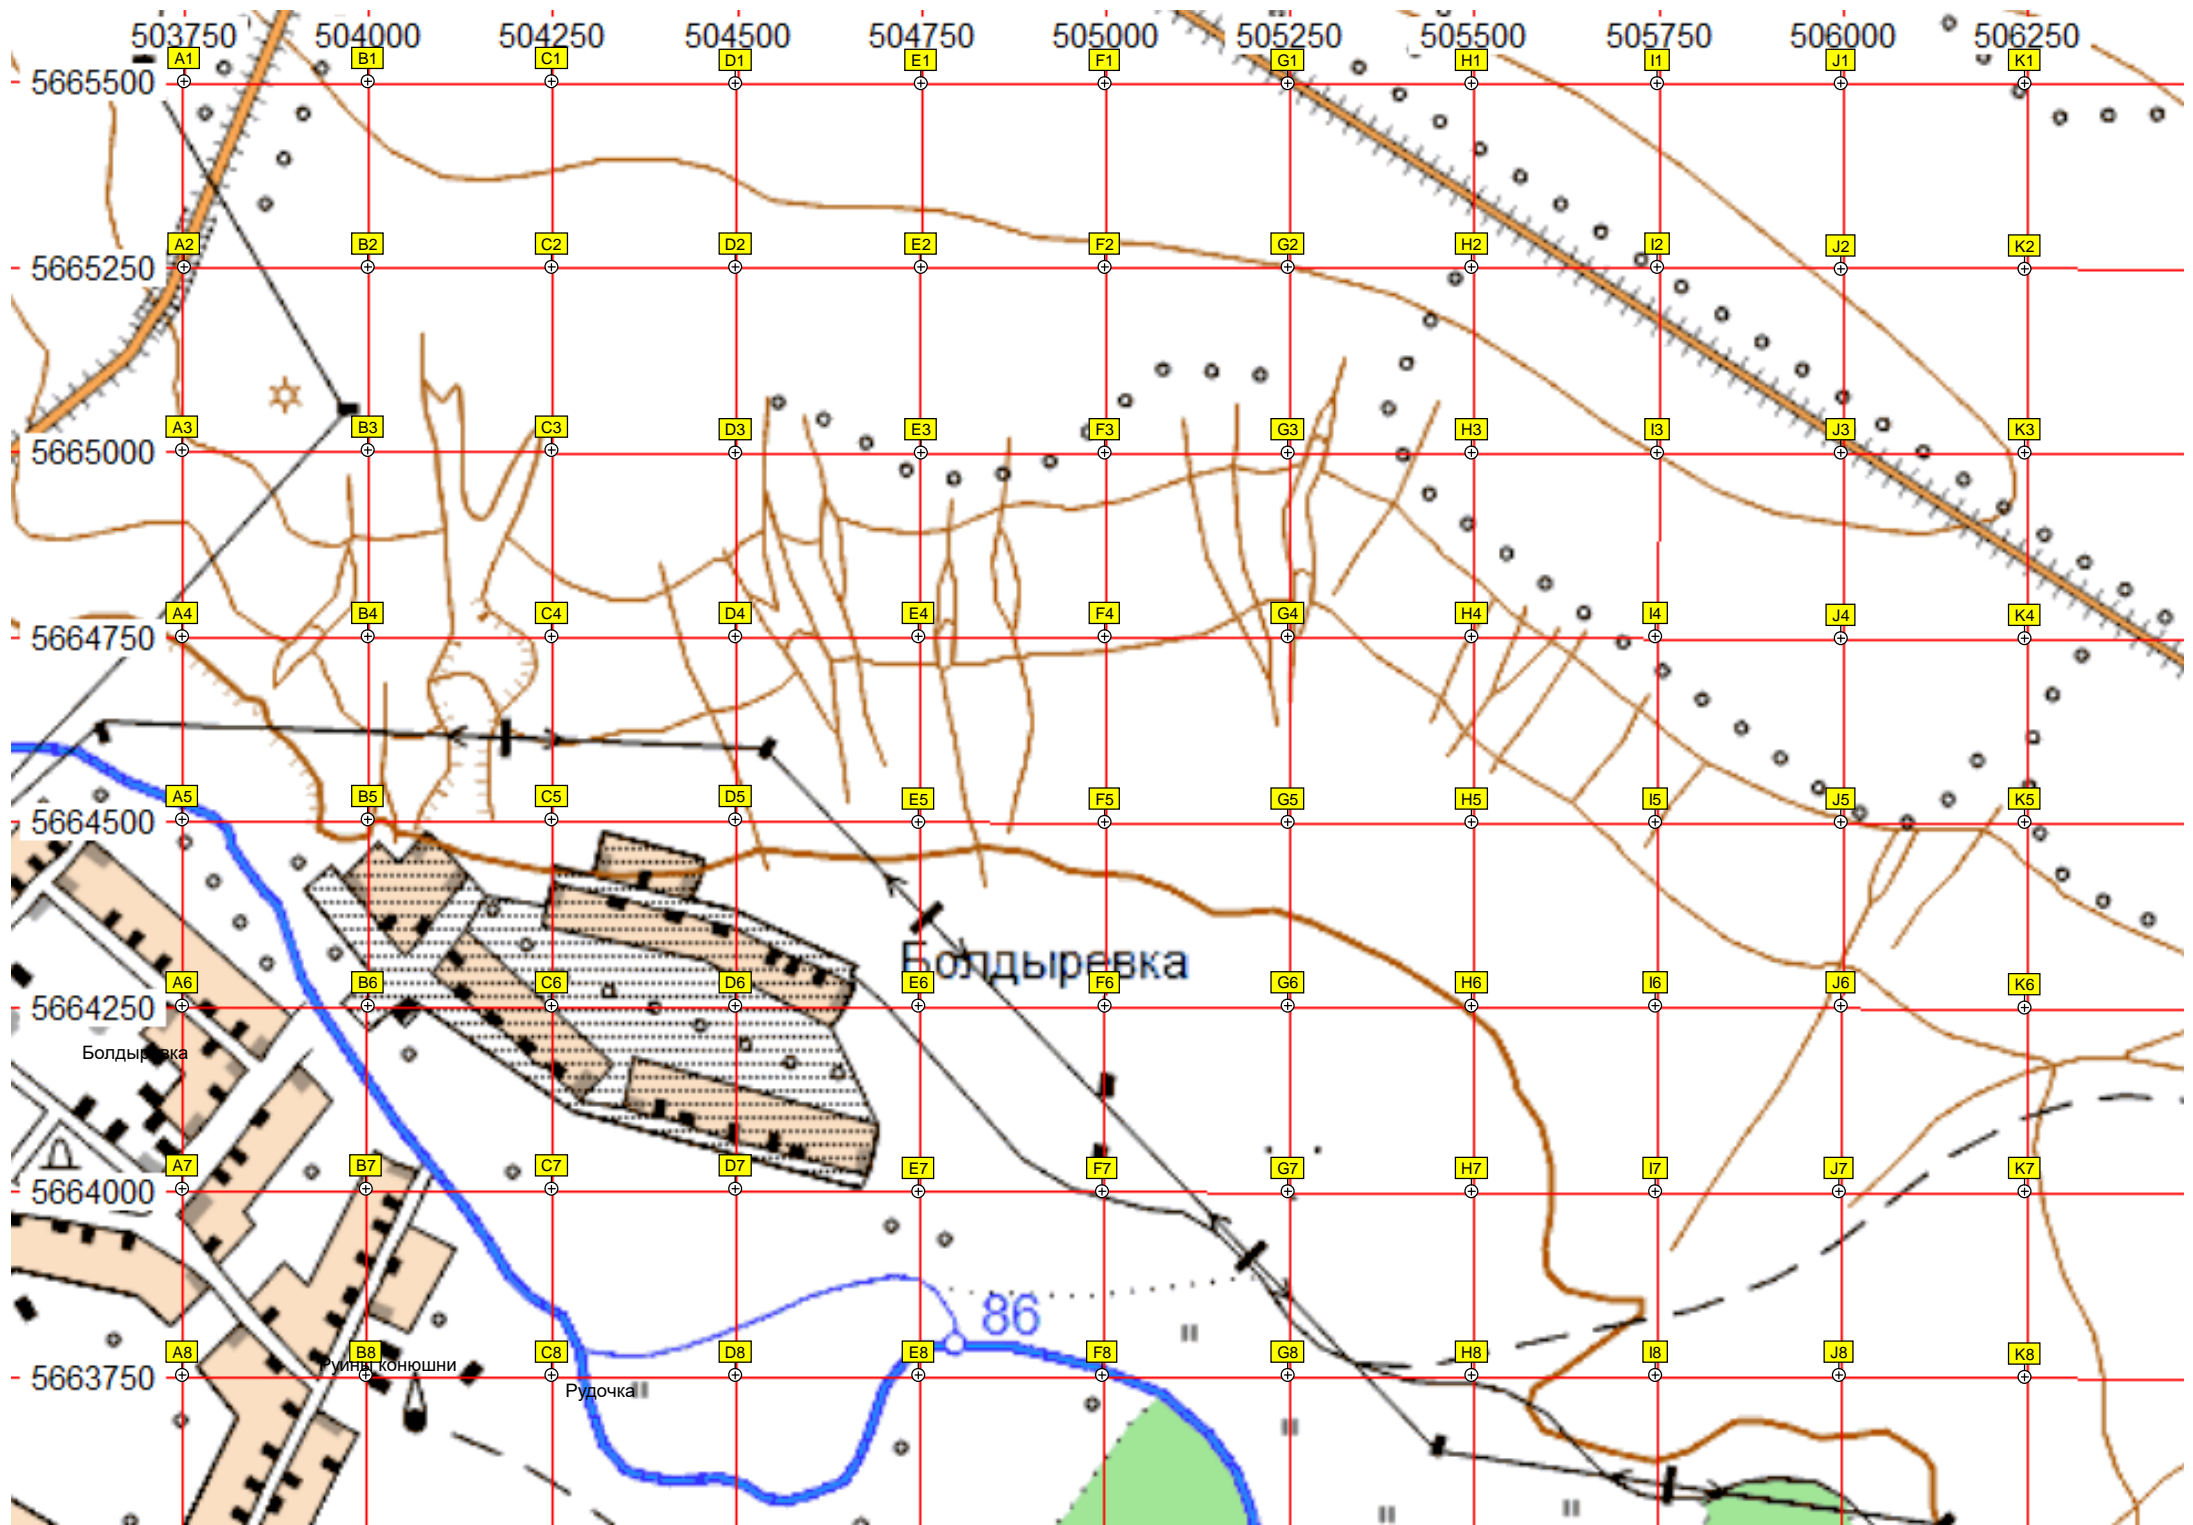 503750 504000 504250 504500 504750 505000 505250 505500 505750 506000 506250
A1 B1 C1 D1 E1 F1 G1 H1 I1 J1 K1
5665500
A2 B2 C2 D2 E2 F2 G2 H2 I2 J2 K2
5665250
A3 B3 C3 D3 E3 F3 G3 H3 I3 J3 K3
5665000
A4 B4 C4 D4 E4 F4 G4 H4 I4 J4 K4
5664750
A5 B5 C5 D5 E5 F5 G5 H5 I5 J5 K5
5664500
Болдыревка
A6 B6 C6 D6 E6 F6 G6 H6 I6 J6 K6
5664250
Болдыревка
A7 B7 C7 D7 E7 F7 G7 H7 I7 J7 K7
5664000
86
A8 B8 C8 D8 E8 F8 G8 H8 I8 J8 K8
Руины конюшни
5663750
Рудочка